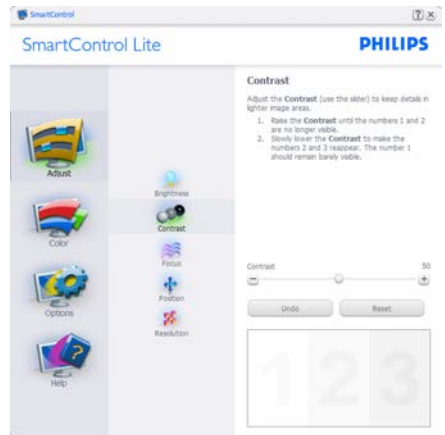 SmartControl
SmartControl Lite
PHILIPS
Adjust
Color
Options
Help
Brightness
Contrast
Focus
Position
Resolution
Contrast
Adjust the Contrast (use the slider) to keep details in
lighter image areas.
1. Raise the Contrast until the numbers 1 and 2
are no longer visible.
2. Slowly lower the Contrast to make the
numbers 2 and 3 reappear. The number 1
should remain barely visible.
Contrast 50
Undo Reset
1 2 3